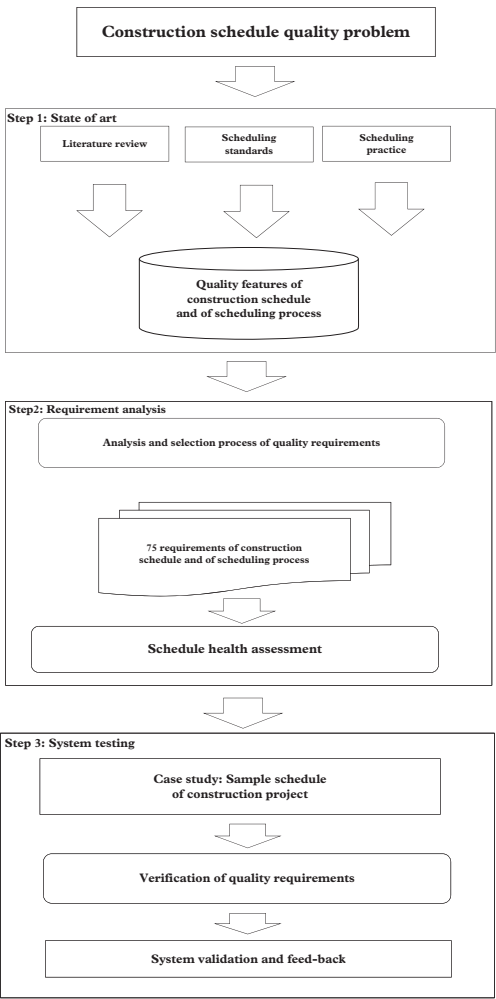 Construction schedule quality problem
Step 1: State of art
Literature review
Scheduling
standards
Scheduling
practice
Quality features of
construction schedule
and of scheduling process
Step2: Requirement analysis
Analysis and selection process of quality requirements
75 requirements of construction
schedule and of scheduling process
Schedule health assessment
Step 3: System testing
Case study: Sample schedule
of construction project
Verification of quality requirements
System validation and feed-back